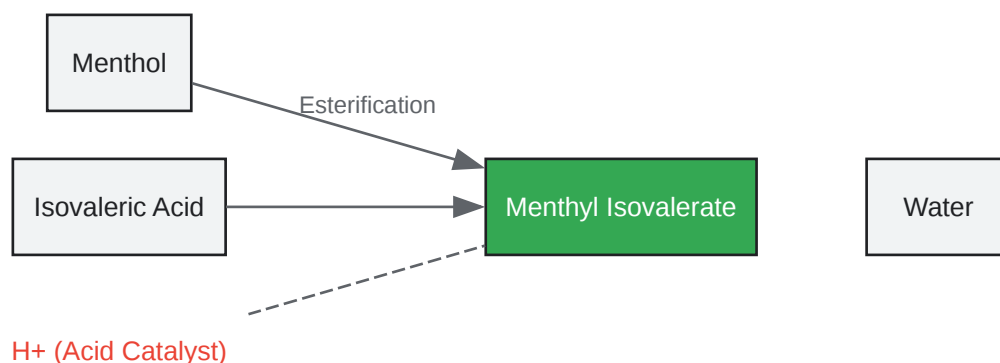 Menthol
Esterification
Isovaleric Acid
Menthyl Isovalerate
Water
H+ (Acid Catalyst)